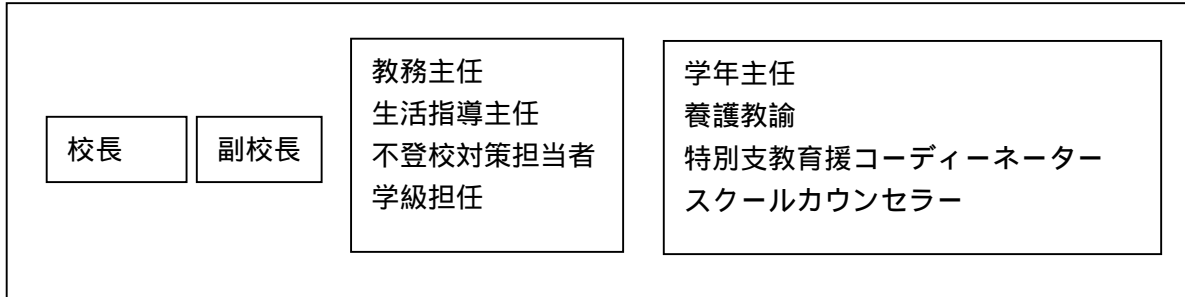 校長
副校長
教務主任
生活指導主任
不登校対策担当者
学級担任
学年主任
養護教諭
特別支教育援コーディーネーター
スクールカウンセラー